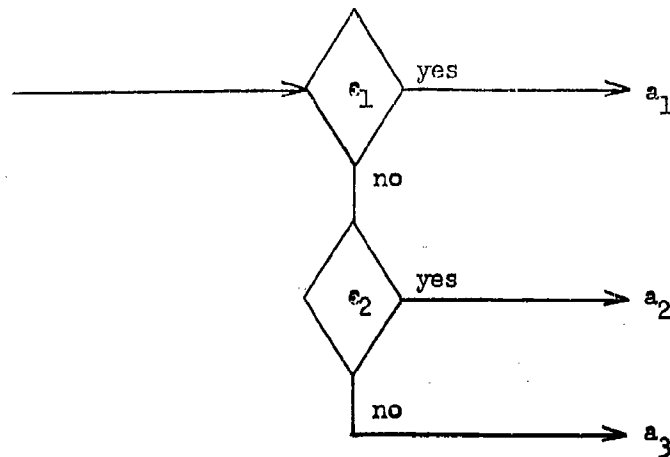 e₁ yes a₁
no
e₂ yes a₂
no a₃